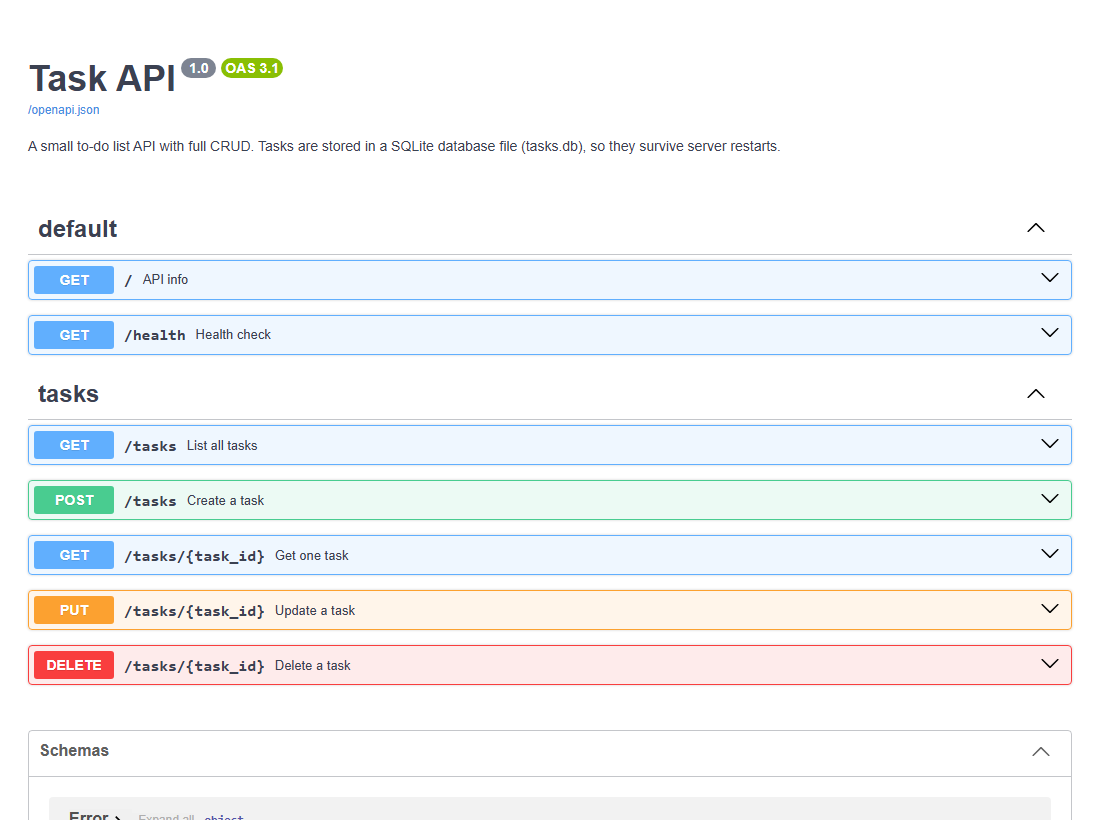 Task API 1.0 OAS 3.1
/openapi.json
A small to-do list API with full CRUD. Tasks are stored in a SQLite database file (tasks.db), so they survive server restarts.
default
GET / API info
GET /health Health check
tasks
GET /tasks List all tasks
POST /tasks Create a task
GET /tasks/{task_id} Get one task
PUT /tasks/{task_id} Update a task
DELETE /tasks/{task_id} Delete a task
Schemas
Error Expand all object